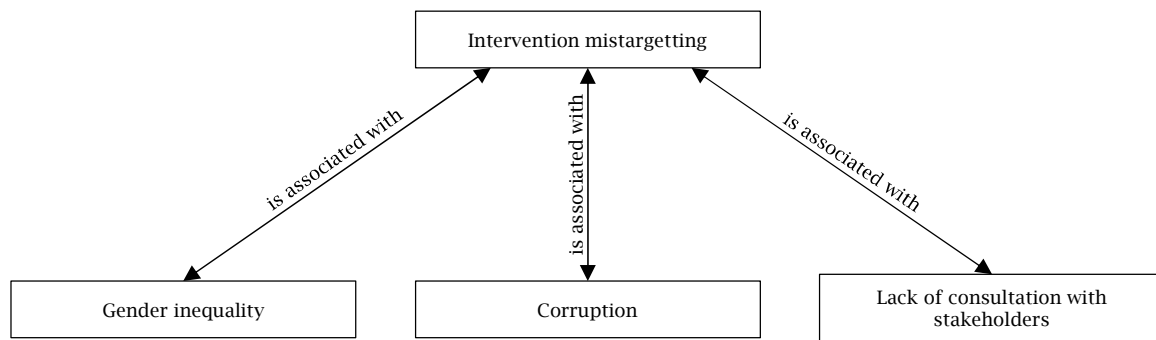 Intervention mistargetting
is associated with
is associated with
is associated with
Gender inequality
Corruption
Lack of consultation with
stakeholders